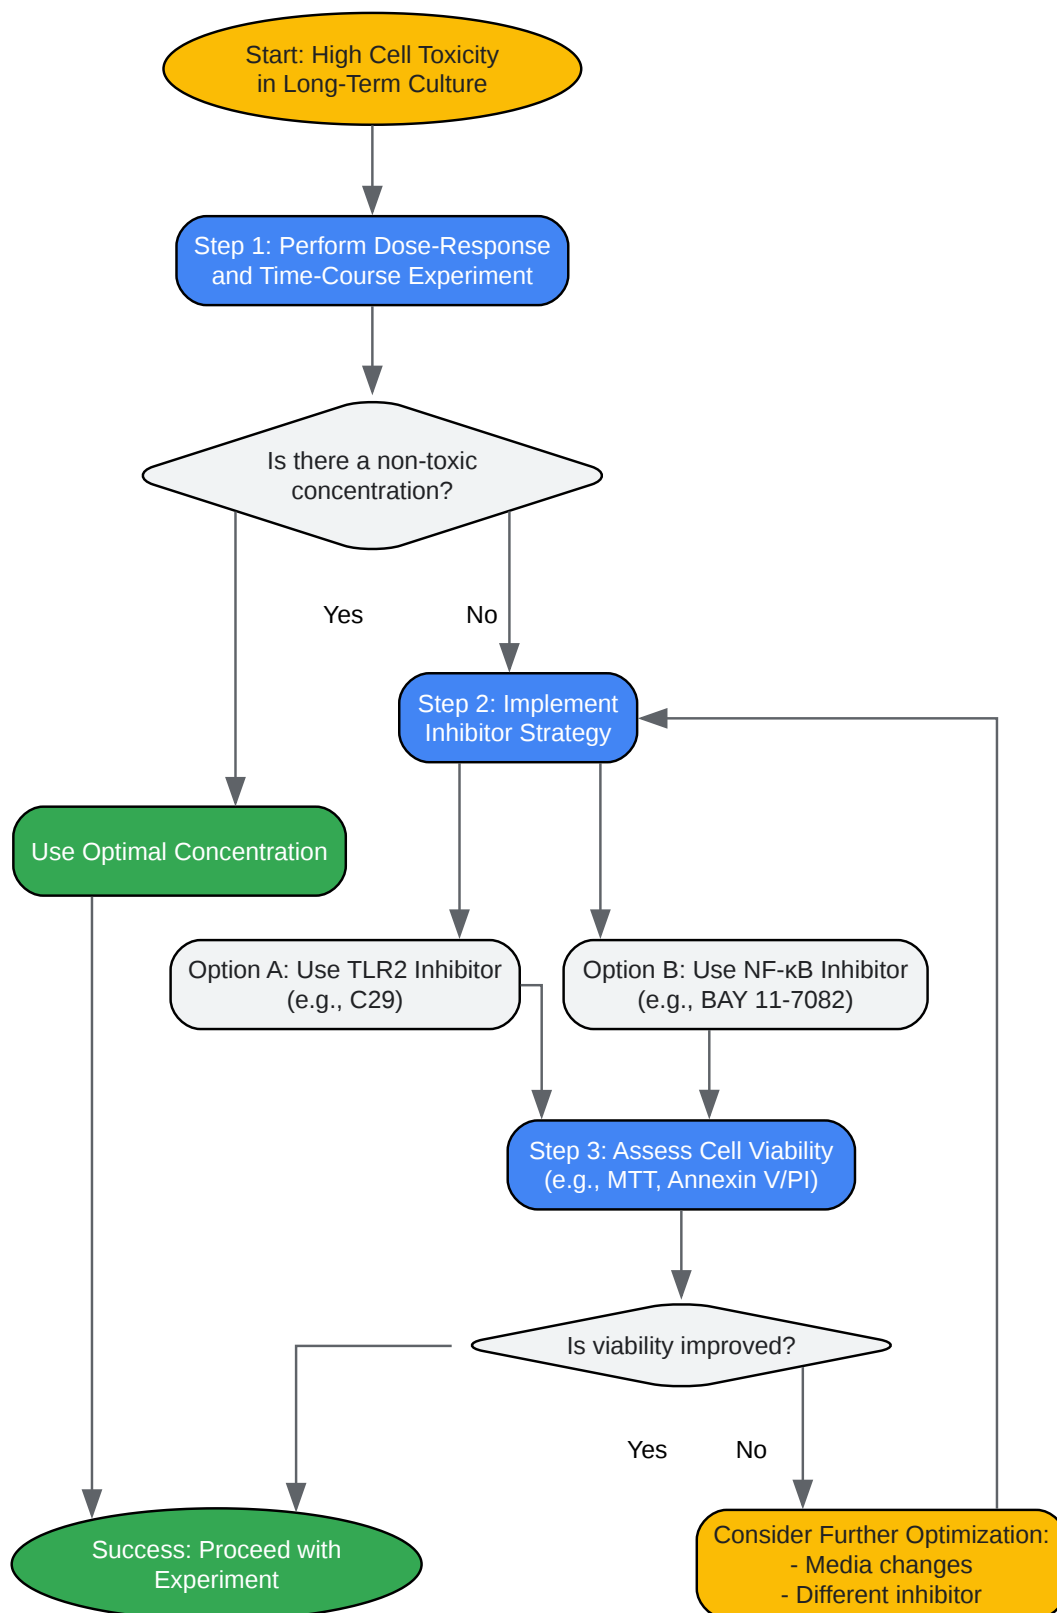 Start: High Cell Toxicity
in Long-Term Culture
Step 1: Perform Dose-Response
and Time-Course Experiment
Is there a non-toxic
concentration?
Yes
No
Step 2: Implement
Inhibitor Strategy
Use Optimal Concentration
Option A: Use TLR2 Inhibitor
(e.g., C29)
Option B: Use NF-κB Inhibitor
(e.g., BAY 11-7082)
Step 3: Assess Cell Viability
(e.g., MTT, Annexin V/PI)
Is viability improved?
Yes
No
Success: Proceed with
Experiment
Consider Further Optimization:
- Media changes
- Different inhibitor